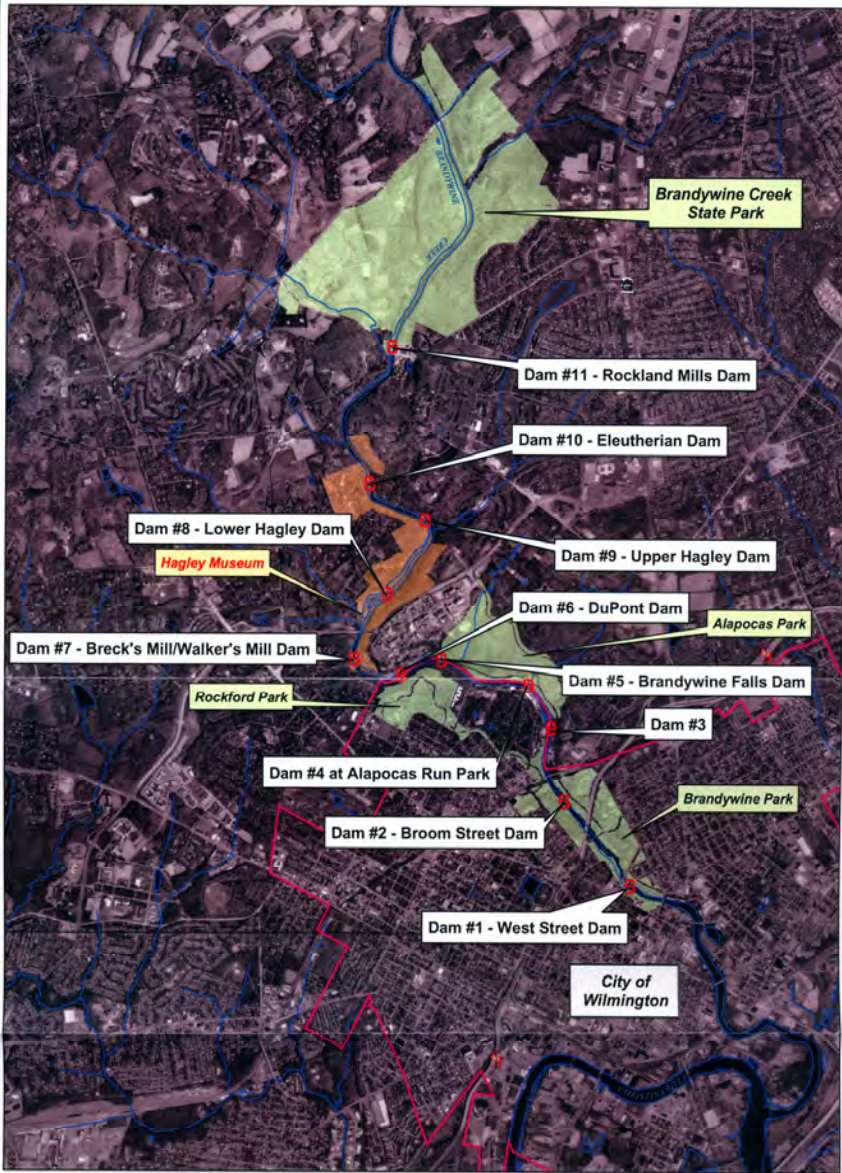 BRANDYWINE
CREEK
Brandywine Creek
State Park
Dam #11 - Rockland Mills Dam
Dam #10 - Eleutherian Dam
Dam #8 - Lower Hagley Dam
Dam #9 - Upper Hagley Dam
Hagley Museum
Dam #6 - DuPont Dam
Alapocas Park
Dam #7 - Breck's Mill/Walker's Mill Dam
Dam #5 - Brandywine Falls Dam
Rockford Park
Dam #3
Dam #4 at Alapocas Run Park
Brandywine Park
Dam #2 - Broom Street Dam
Dam #1 - West Street Dam
City of
Wilmington